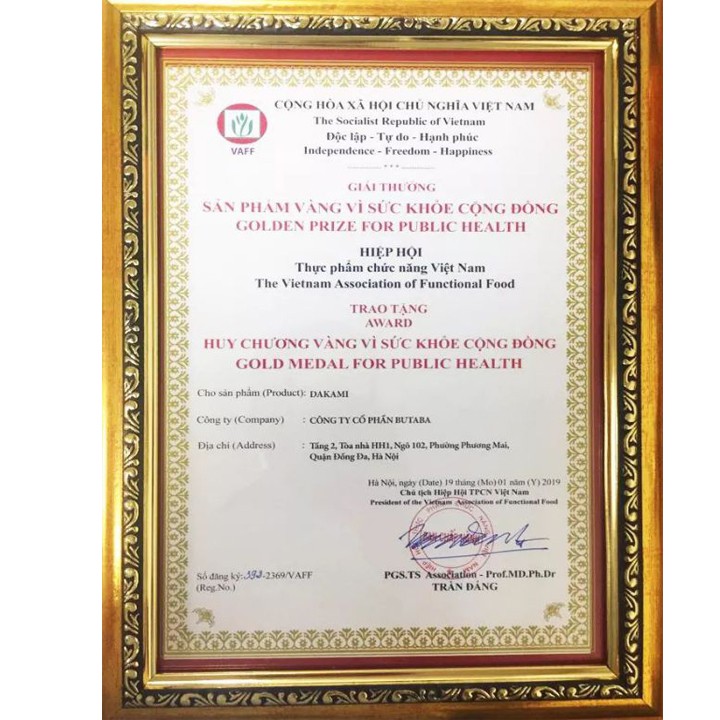 CỘNG HÒA XÃ HỘI CHỦ NGHĨA VIỆT NAM
The Socialist Republic of Vietnam
Độc lập - Tự do - Hạnh phúc
Independence - Freedom - Happiness
VAFF
GIẢI THƯỞNG
SẢN PHẨM VÀNG VÌ SỨC KHỎE CỘNG ĐỒNG
GOLDEN PRIZE FOR PUBLIC HEALTH
HIỆP HỘI
Thực phẩm chức năng Việt Nam
The Vietnam Association of Functional Food
TRAO TẶNG
AWARD
HUY CHƯƠNG VÀNG VÌ SỨC KHỎE CỘNG ĐỒNG
GOLD MEDAL FOR PUBLIC HEALTH
Cho sản phẩm (Product): DAKAMI
Công ty (Company) : CÔNG TY CỔ PHẦN BUTABA
Địa chỉ (Address) : Tầng 2, Tòa nhà HH1, Ngõ 102, Phường Phương Mai,
Quận Đống Đa, Hà Nội
Hà Nội, ngày (Date) 19 tháng (Mo) 01 năm (Y) 2019
Chủ tịch Hiệp Hội TPCN Việt Nam
President of the Vietnam Association of Functional Food
Số đăng ký: 392-2369/VAFF
(Reg.No.)
PGS.TS Association - Prof.MD.Ph.Dr
TRẦN ĐÁNG